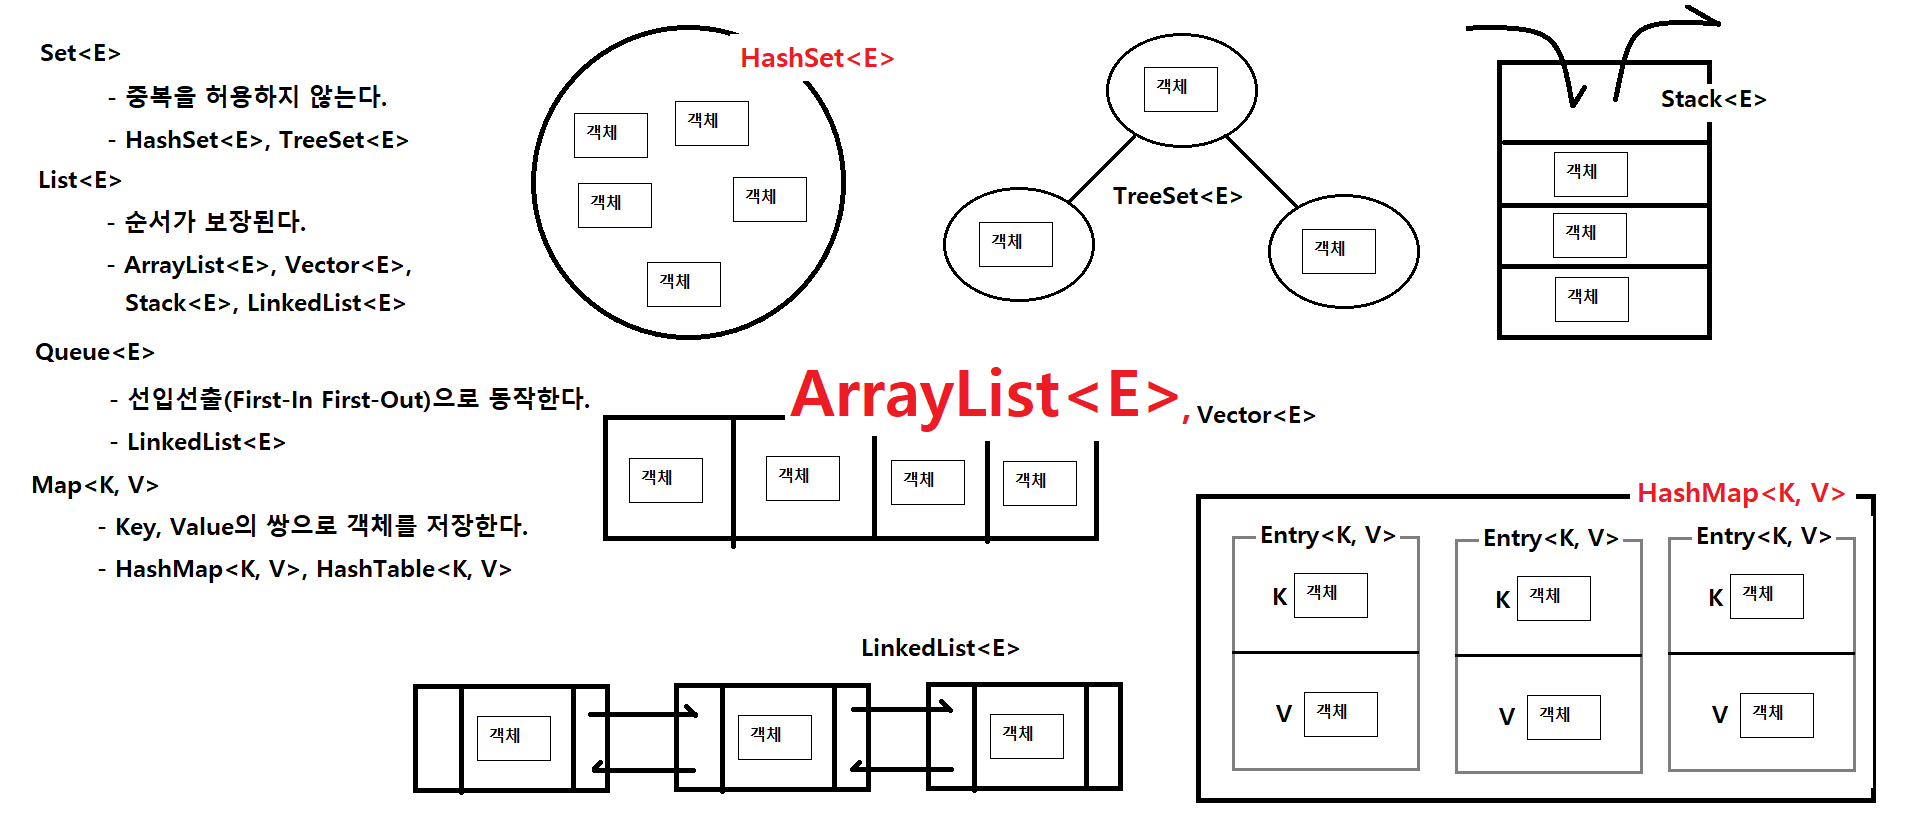 Set<E>
- 중복을 허용하지 않는다.
- HashSet<E>, TreeSet<E>
List<E>
- 순서가 보장된다.
- ArrayList<E>, Vector<E>,
Stack<E>, LinkedList<E>
Queue<E>
- 선입선출(First-In First-Out)으로 동작한다.
- LinkedList<E>
Map<K, V>
- Key, Value의 쌍으로 객체를 저장한다.
- HashMap<K, V>, HashTable<K, V>
HashSet<E>
객체
객체
객체
객체
객체
객체
TreeSet<E>
객체
객체
Stack<E>
객체
객체
객체
ArrayList<E>, Vector<E>
객체
객체
객체
객체
LinkedList<E>
객체
객체
객체
HashMap<K, V>
Entry<K, V>
K 객체
V 객체
Entry<K, V>
K 객체
V 객체
Entry<K, V>
K 객체
V 객체